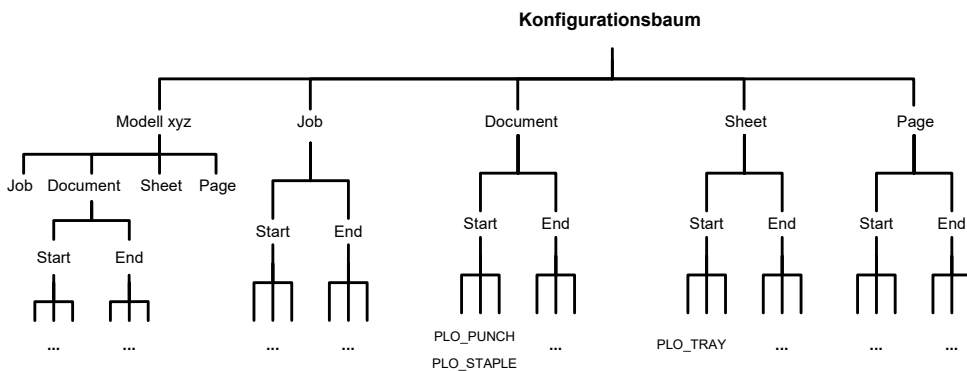 Konfigurationsbaum
Modell xyz Job Document Sheet Page
Job Document Sheet Page
Start End Start End Start End Start End
Start End
PLO_PUNCH ... PLO_TRAY ... ... ...
... ... ... ...
PLO_STAPLE